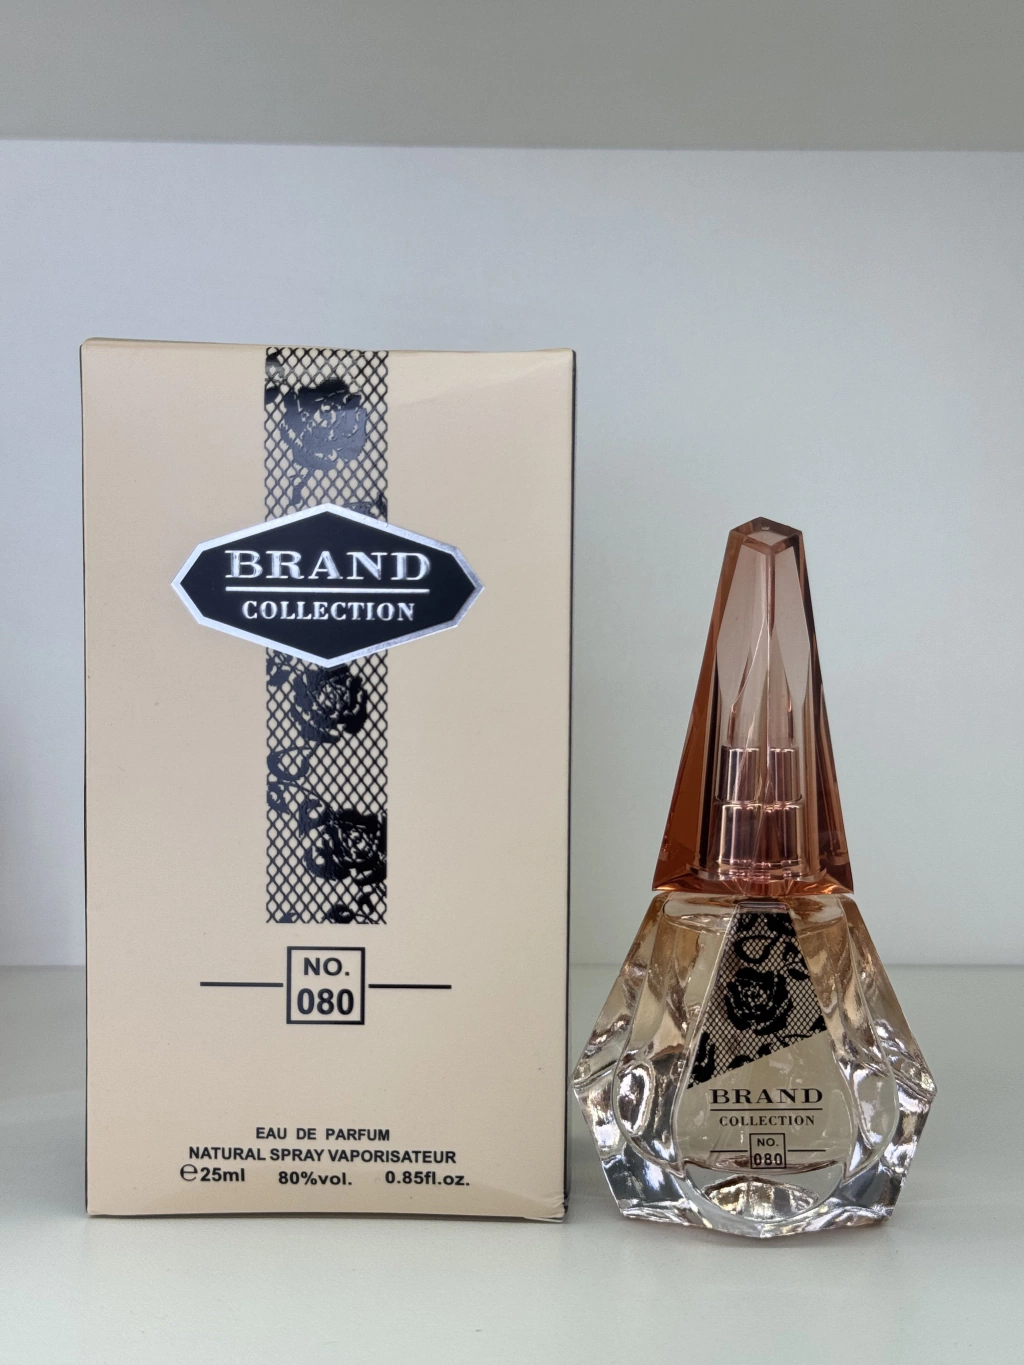 BRAND
COLLECTION
NO.
080
EAU DE PARFUM
NATURAL SPRAY VAPORISATEUR
℮25ml 80%vol. 0.85fl.oz.
BRAND
COLLECTION
NO.
080